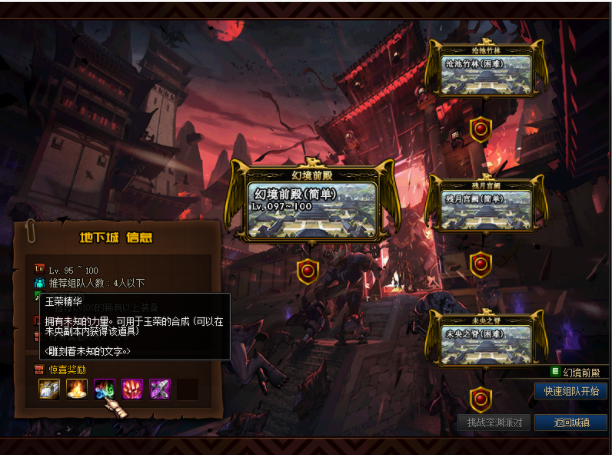 沧池竹林
沧池竹林(困难)
幻境前殿
幻境前殿(简单)
Lv.097~100
残月宫阙
残月宫阙(简单)
地下城 信息
Lv. 95 ~ 100
推荐组队人数 : 4人以下
玉荣精华
拥有未知的力量。可用于玉荣的合成 (可以在
未央副本内获得该道具)
<雕刻着未知的文字。>
惊喜奖励
未央之脊
未央之脊(困难)
幻境前殿
快速组队开始
挑战深渊派对
返回城镇